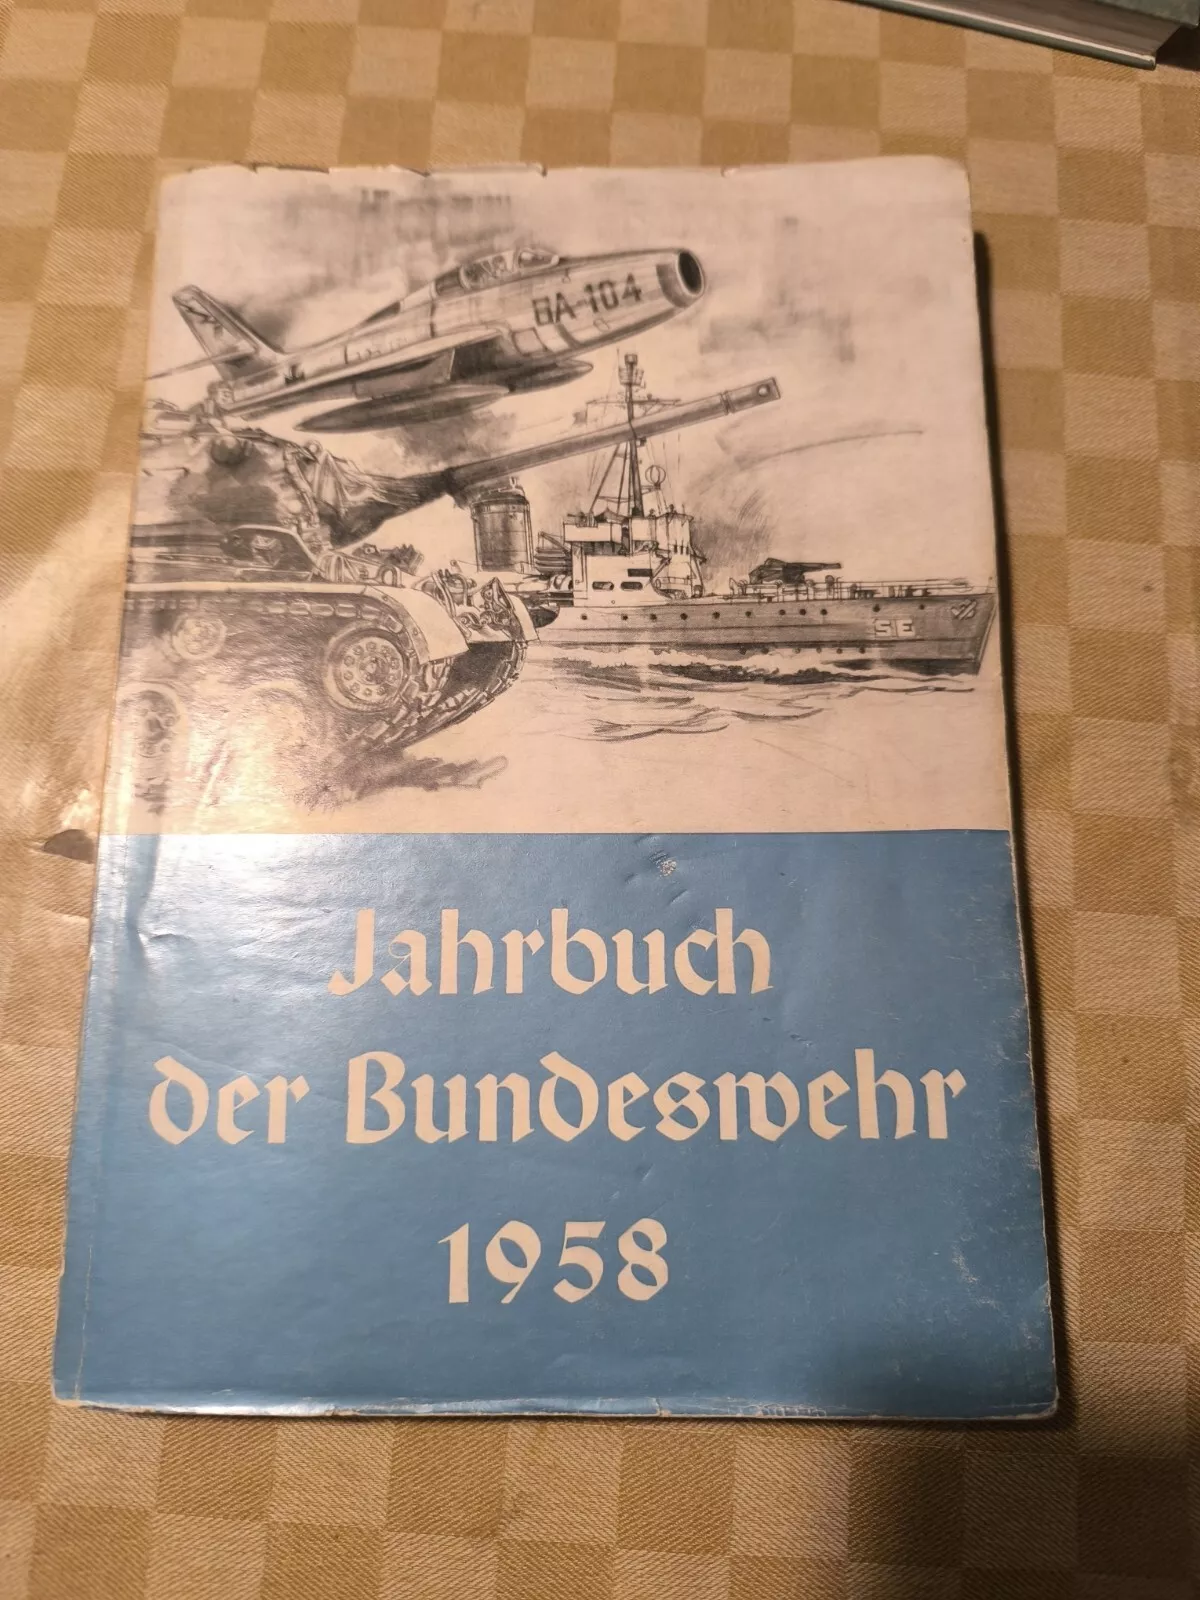 BA-104
SE
Jahrbuch
der Bundeswehr
1958